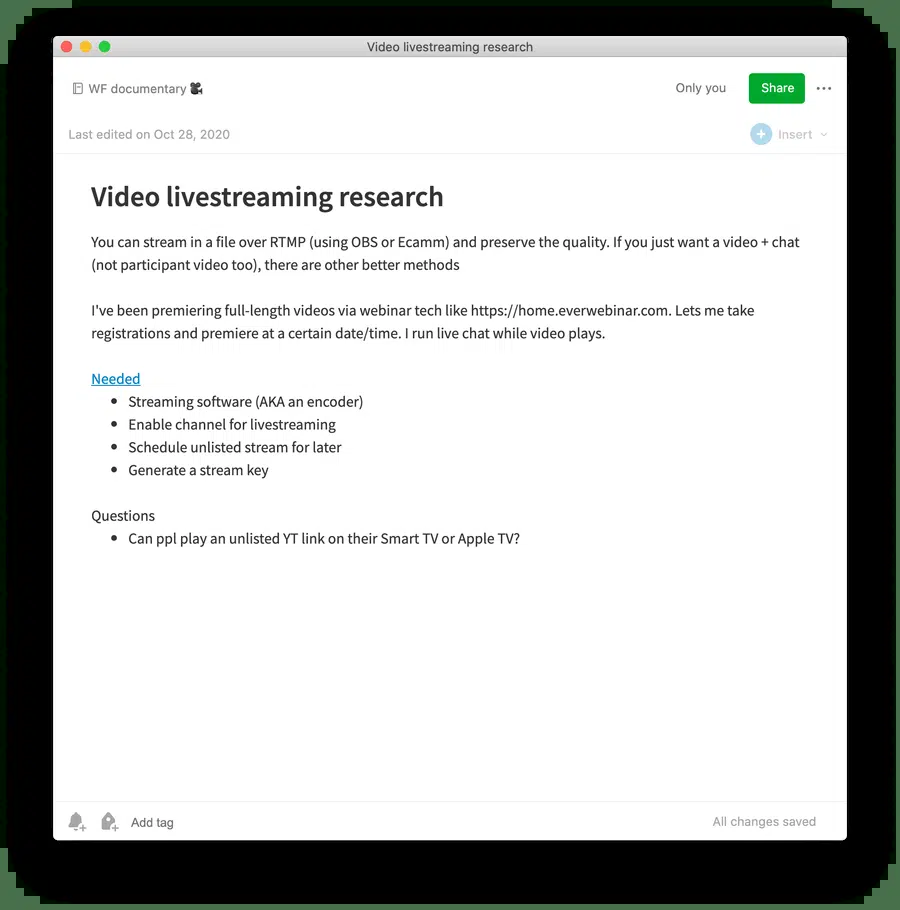 Video livestreaming research
WF documentary
Only you
Share
Last edited on Oct 28, 2020
Insert
Video livestreaming research
You can stream in a file over RTMP (using OBS or Ecamm) and preserve the quality. If you just want a video + chat
(not participant video too), there are other better methods
I've been premiering full-length videos via webinar tech like https://home.everwebinar.com. Lets me take
registrations and premiere at a certain date/time. I run live chat while video plays.
Needed
• Streaming software (AKA an encoder)
• Enable channel for livestreaming
• Schedule unlisted stream for later
• Generate a stream key
Questions
• Can ppl play an unlisted YT link on their Smart TV or Apple TV?
Add tag
All changes saved